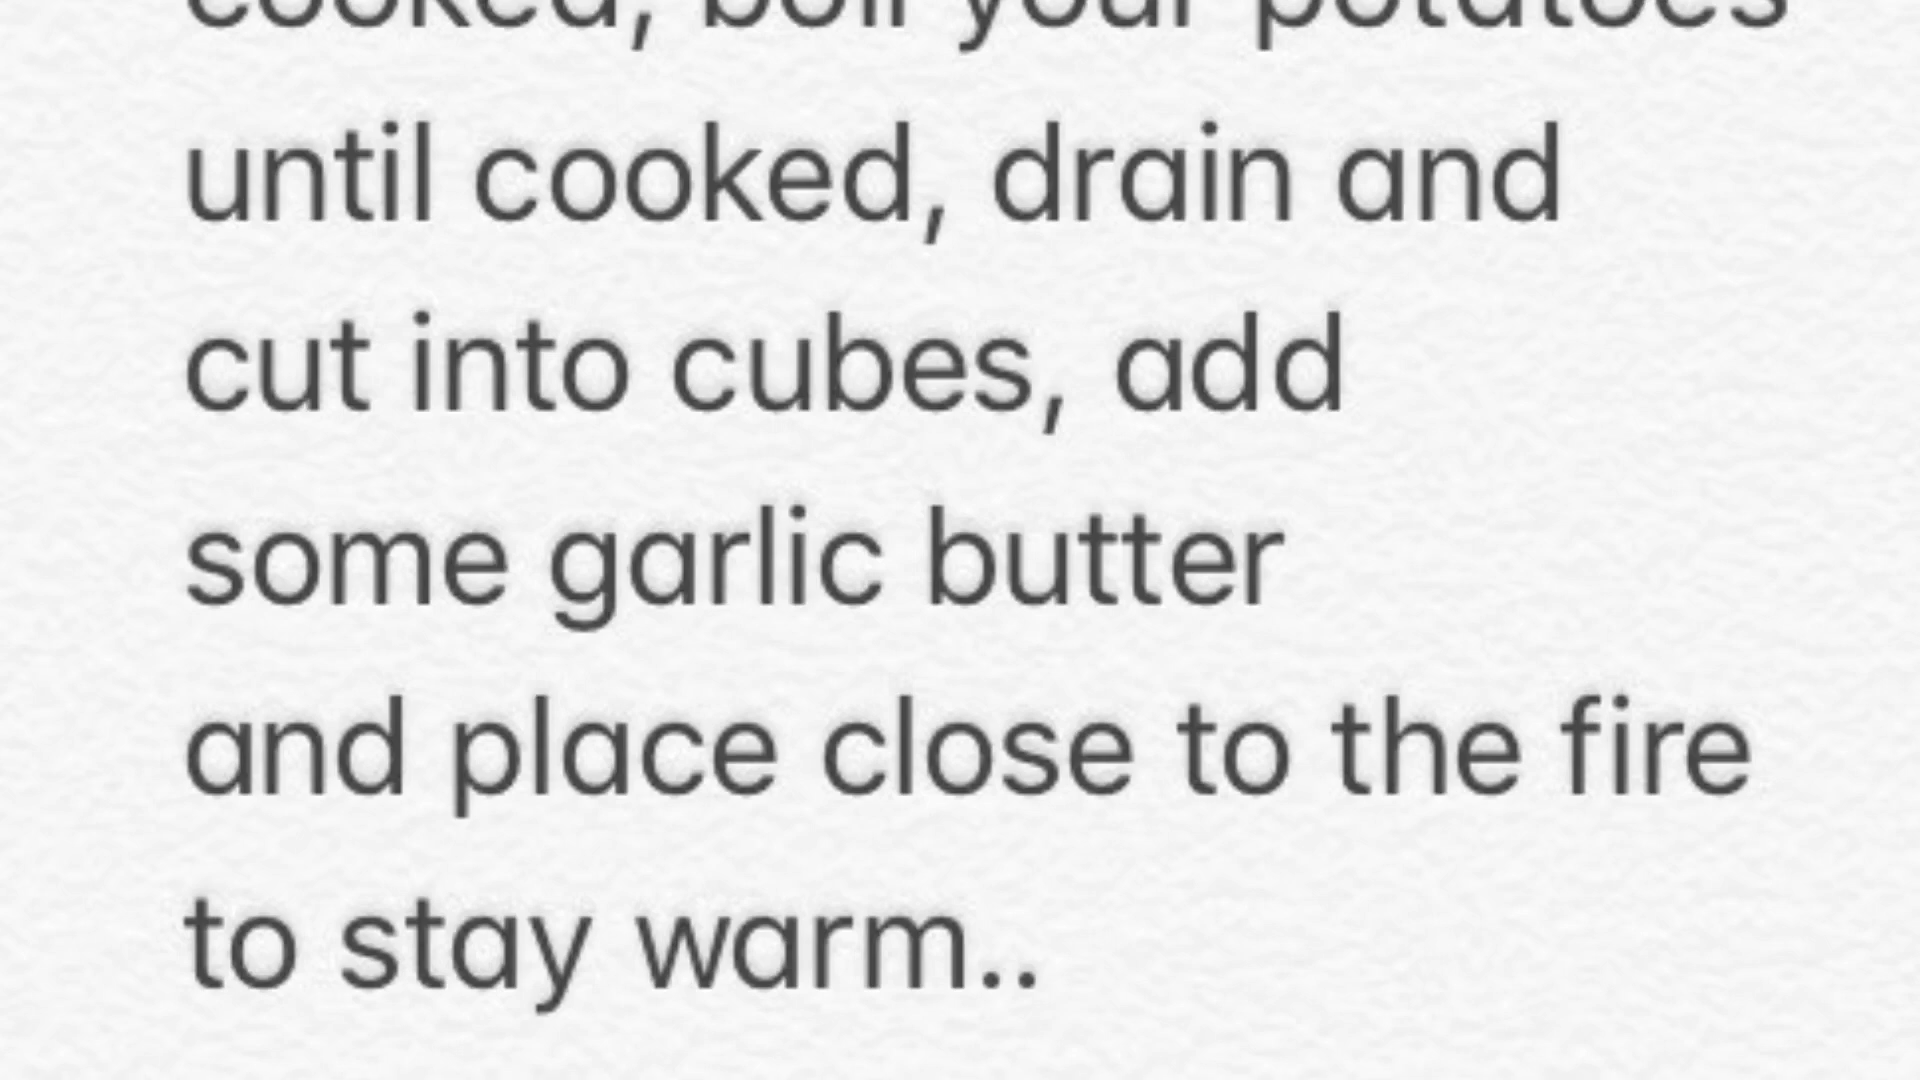 cooked, boil your potatoes
until cooked, drain and
cut into cubes, add
some garlic butter
and place close to the fire
to stay warm..